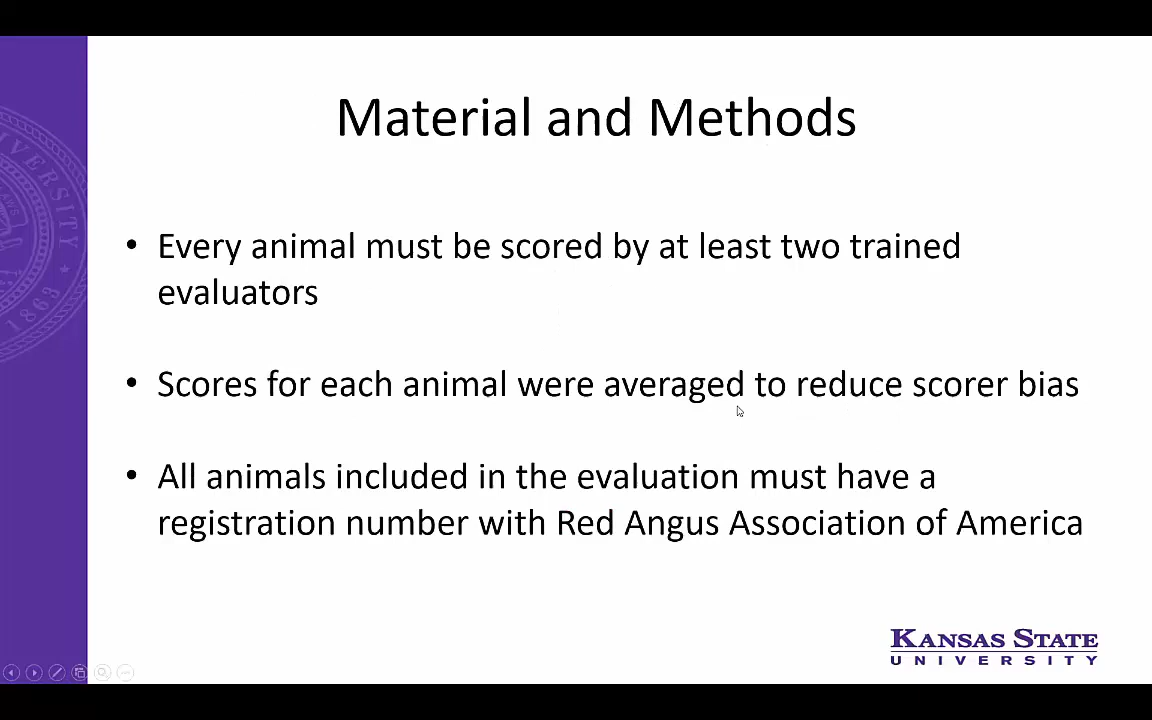 Material and Methods
• Every animal must be scored by at least two trained
evaluators
• Scores for each animal were averaged to reduce scorer bias
• All animals included in the evaluation must have a
registration number with Red Angus Association of America
KANSAS STATE
UNIVERSITY
VERSITY
1863